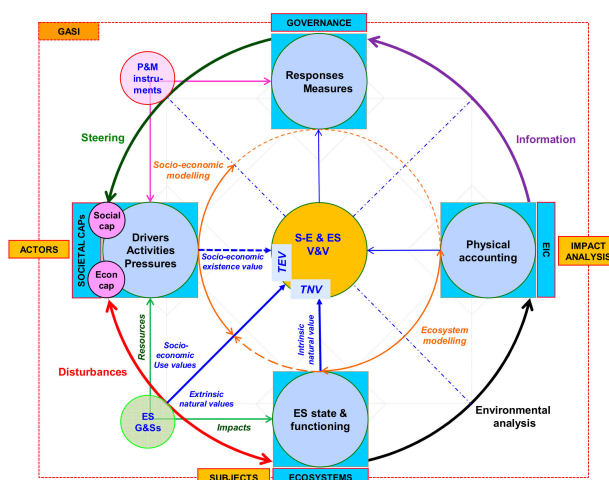 GOVERNANCE
GASI
P&M
instru-
ments
Responses
Measures
Steering
Information
Socio-economic
modelling
SOCIETAL CAPs
Social
cap
Drivers
Activities
Pressures
Econ
cap
ACTORS
S-E & ES
V&V
TEV
TNV
Socio-economic
existence value
Physical
accounting
EIC
IMPACT
ANALYSIS
Resources
Socio-
economic
Use values
Intrinsic
natural value
Ecosystem
modelling
Disturbances
Extrinsic
natural values
ES
G&Ss
Impacts
ES state &
functioning
Environmental
analysis
SUBJECTS
ECOSYSTEMS